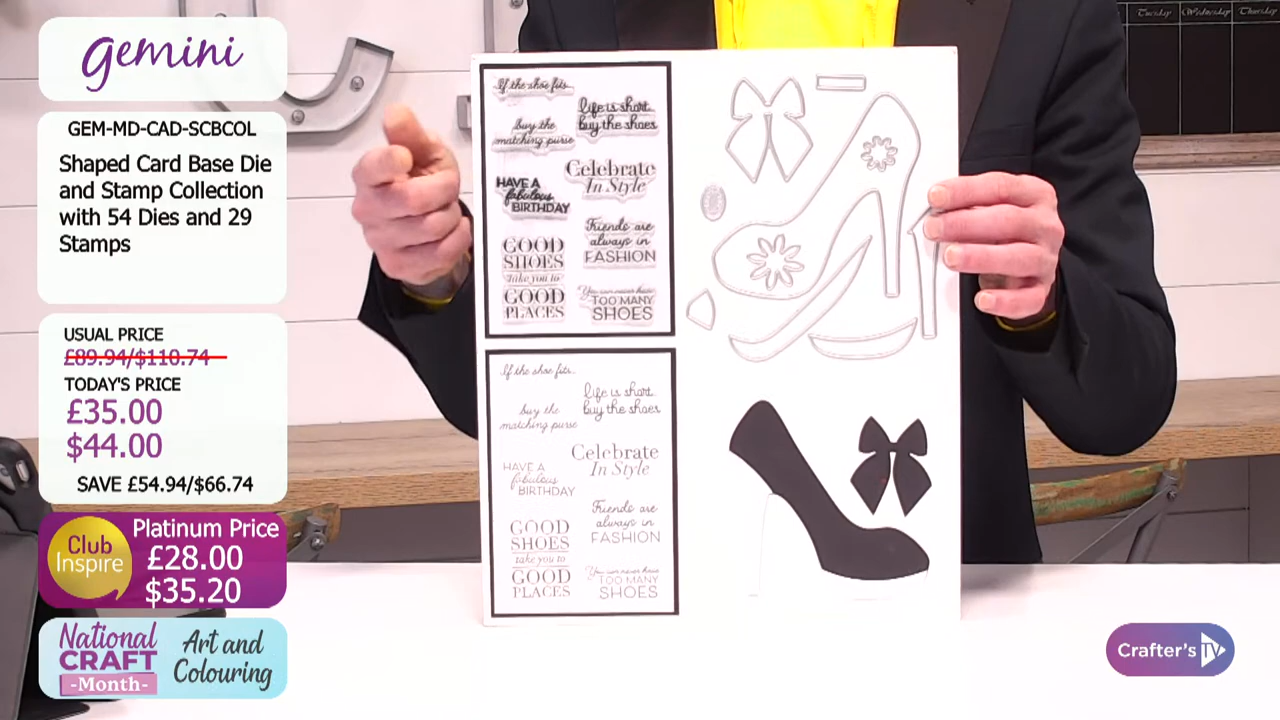 gemini
GEM-MD-CAD-SCBCOL
Shaped Card Base Die
and Stamp Collection
with 54 Dies and 29
Stamps
USUAL PRICE
£89.94/$110.74
TODAY'S PRICE
£35.00
$44.00
SAVE £54.94/$66.74
Club
Inspire
Platinum Price
£28.00
$35.20
National
CRAFT
-Month-
Art and
Colouring
If the shoe fits..
life is short
buy the shoes
buy the
matching purse
Celebrate
In Style
HAVE A
fabulous
BIRTHDAY
Friends are
always in
FASHION
GOOD
SHOES
take you to
GOOD
PLACES
You can never have
TOO MANY
SHOES
If the shoe fits..
life is short
buy the shoes
buy the
matching purse
Celebrate
In Style
HAVE A
fabulous
BIRTHDAY
Friends are
always in
FASHION
GOOD
SHOES
take you to
GOOD
PLACES
You can never have
TOO MANY
SHOES
Tuesday Wednesday Thursday
Crafter's TV